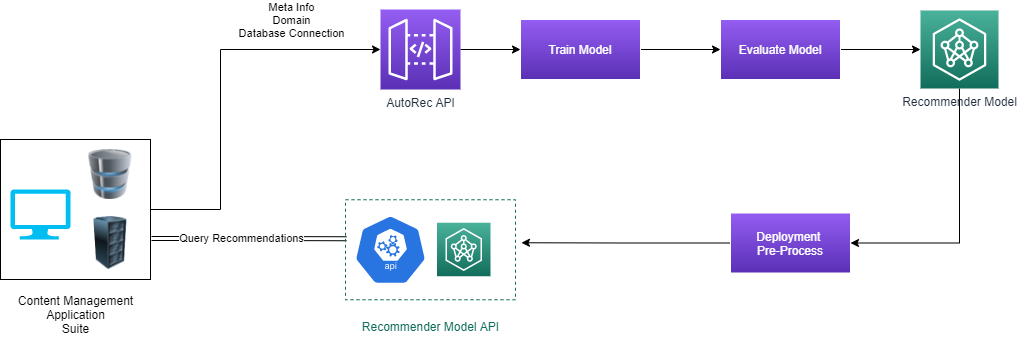 Meta Info
Domain
Database Connection
</>
AutoRec API
Train Model
Evaluate Model
Recommender Model
Query Recommendations
api
Deployment
Pre-Process
Content Management
Application
Suite
Recommender Model API